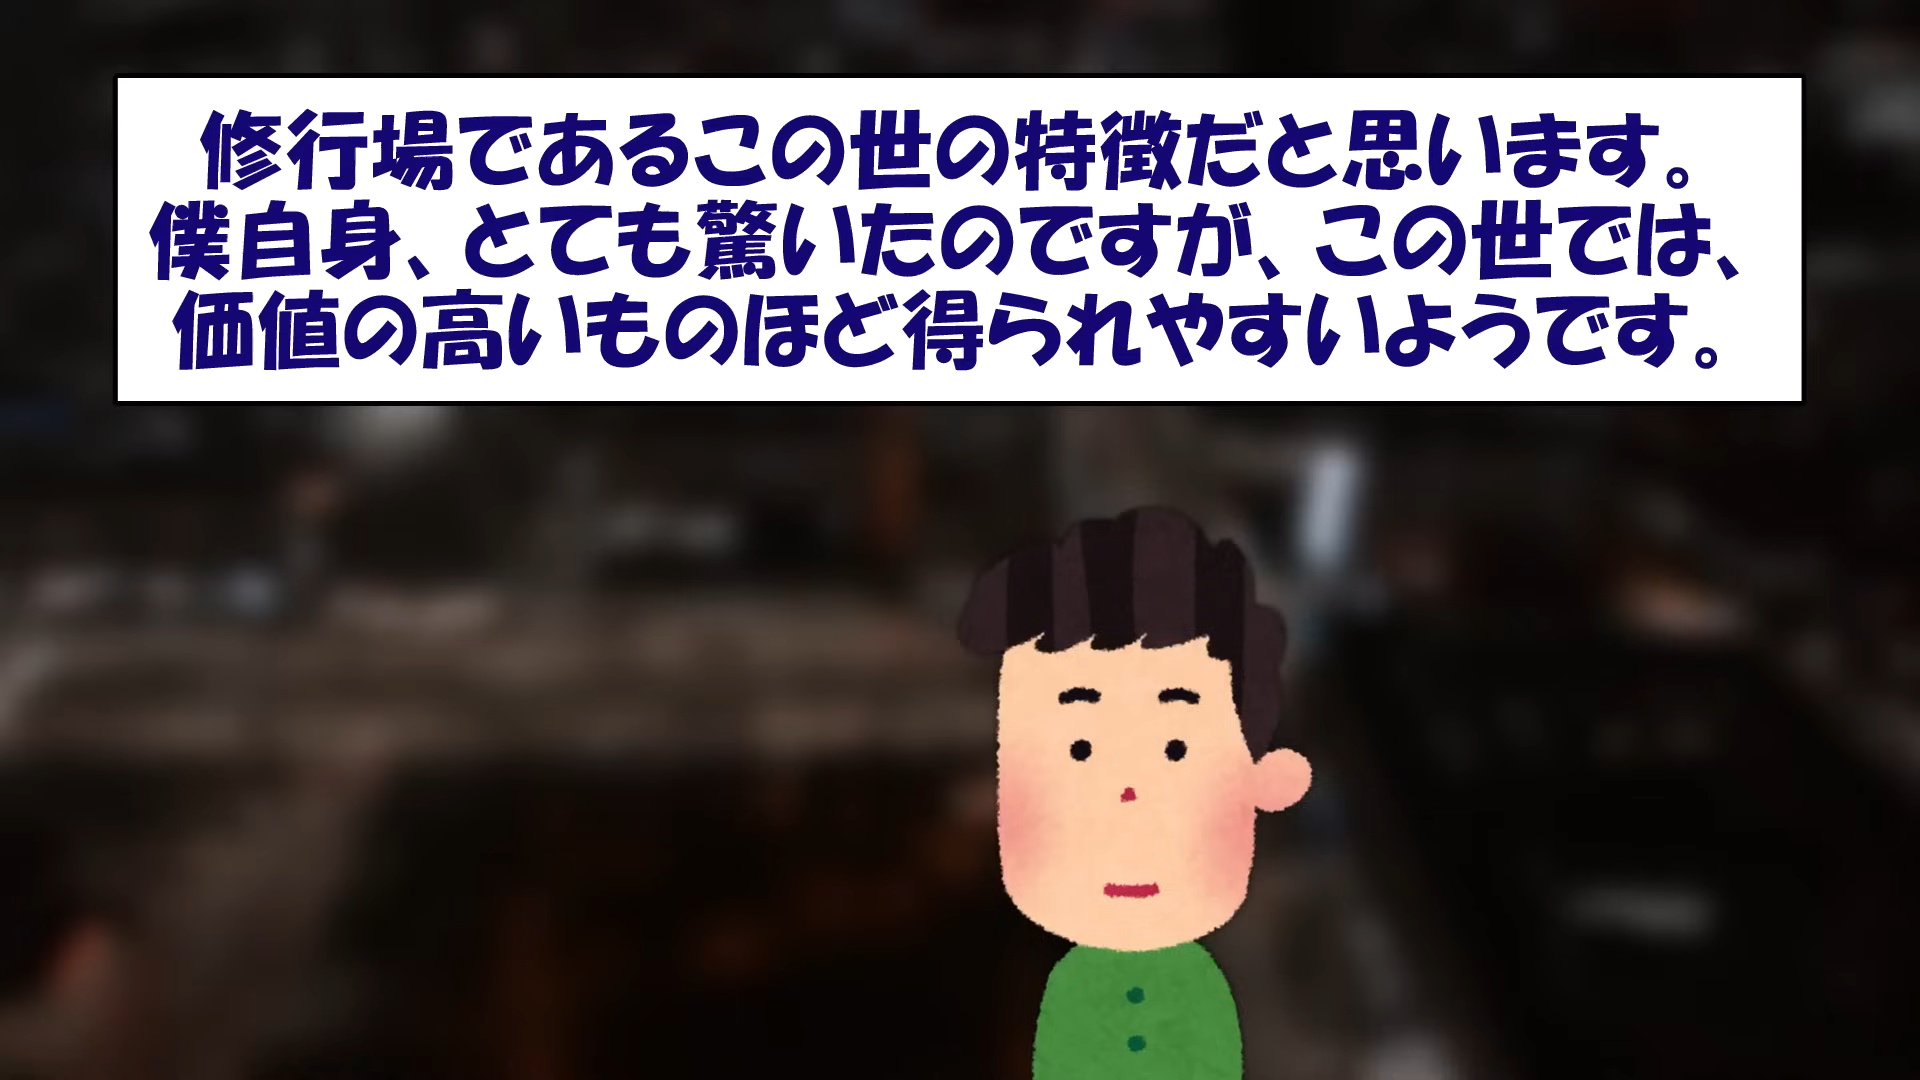 修行場であるこの世の特徴だと思います。
僕自身、とても驚いたのですが、この世では、
価値の高いものほど得られやすいようです。